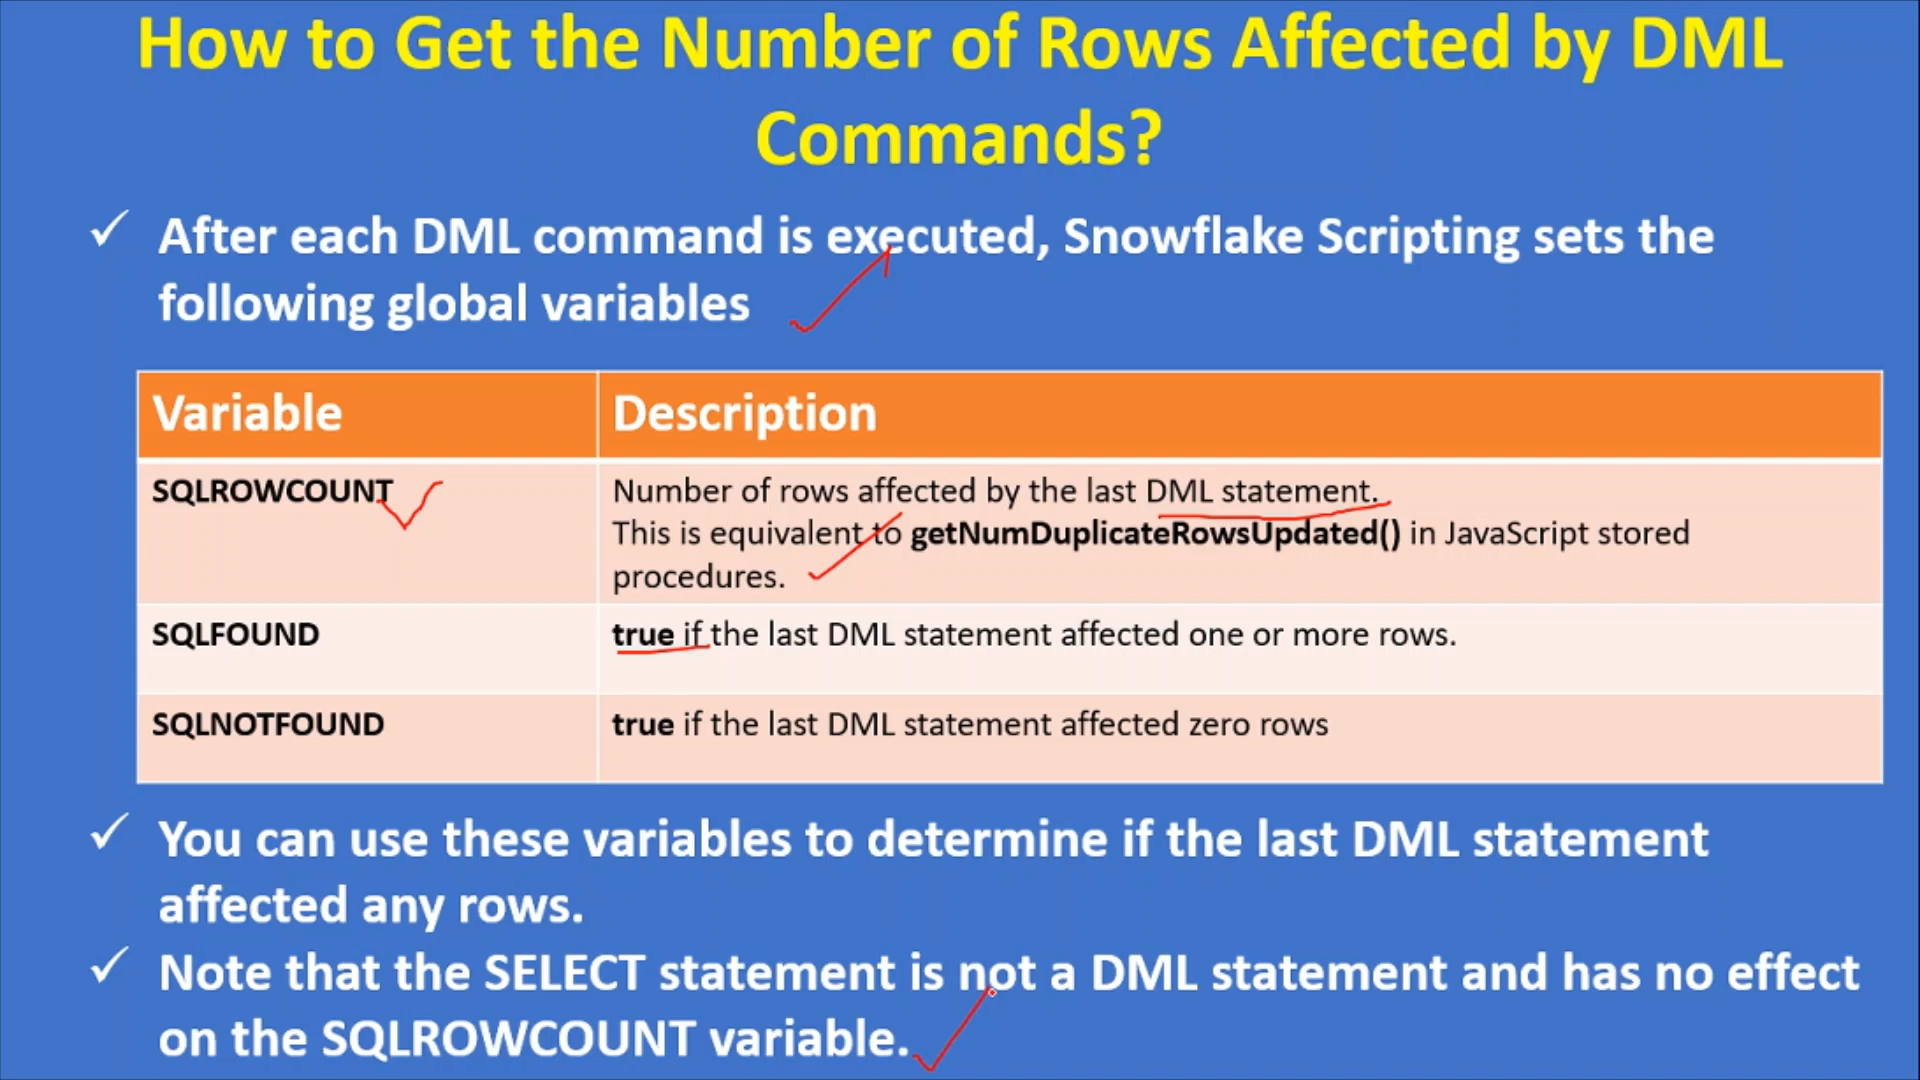 How to Get the Number of Rows Affected by DML
Commands?
✓ After each DML command is executed, Snowflake Scripting sets the
following global variables
Variable Description
SQLROWCOUNT Number of rows affected by the last DML statement.
This is equivalent to getNumDuplicateRowsUpdated() in JavaScript stored
procedures.
SQLFOUND true if the last DML statement affected one or more rows.
SQLNOTFOUND true if the last DML statement affected zero rows
✓ You can use these variables to determine if the last DML statement
affected any rows.
✓ Note that the SELECT statement is not a DML statement and has no effect
on the SQLROWCOUNT variable.